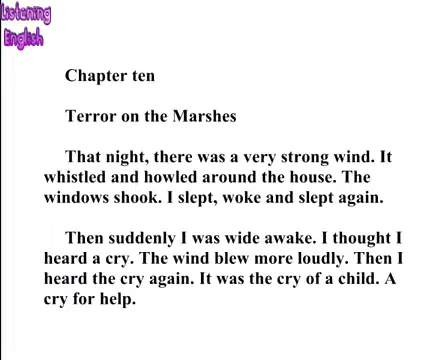 Listening
English
Chapter ten
Terror on the Marshes
That night, there was a very strong wind. It
whistled and howled around the house. The
windows shook. I slept, woke and slept again.
Then suddenly I was wide awake. I thought I
heard a cry. The wind blew more loudly. Then I
heard the cry again. It was the cry of a child. A
cry for help.